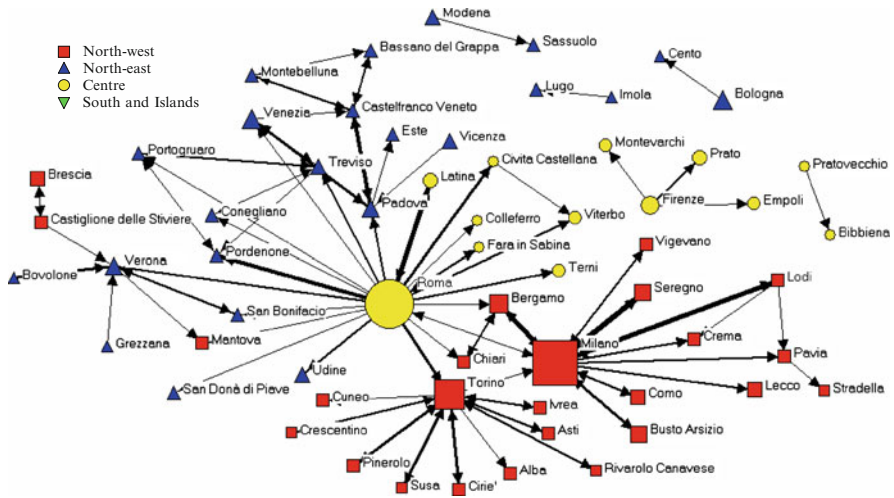 Modena
Sassuolo
Cento
Bologna
Lugo
Imola
North-west
North-east
Centre
South and Islands
Bassano del Grappa
Montebelluna
Castelfranco Veneto
Venezia
Este
Vicenza
Portogruaro
Treviso
Civita Castellana
Montevarchi
Prato
Pratovecchio
Brescia
Latina
Padova
Firenze
Empoli
Castiglione delle Stiviere
Conegliano
Colleferro
Viterbo
Bibbiena
Pordenone
Fara in Sabina
Vigevano
Verona
Terni
Bovolone
Roma
Seregno
Lodi
San Bonifacio
Bergamo
Grezzana
Mantova
Milano
Crema
Chiari
Pavia
Udine
Torino
San Donà di Piave
Cuneo
Como
Lecco
Stradella
Ivrea
Crescentino
Asti
Busto Arsizio
Pinerolo
Alba
Rivarolo Canavese
Susa
Cirie'